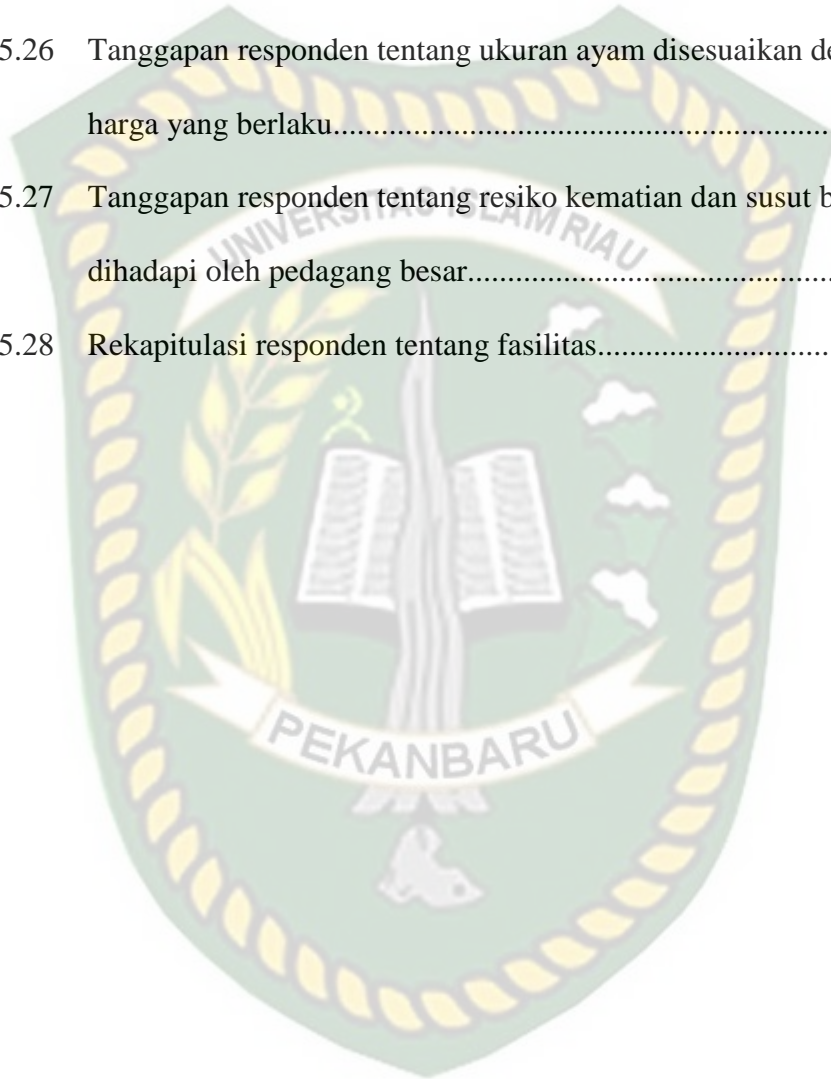 5.26 Tanggapan responden tentang ukuran ayam disesuaikan de
harga yang berlaku.............................................................
5.27 Tanggapan responden tentang resiko kematian dan susut b
dihadapi oleh pedagang besar.............................................
5.28 Rekapitulasi responden tentang fasilitas................................
UNIVERSITAS ISLAM RIAU
PEKANBARU